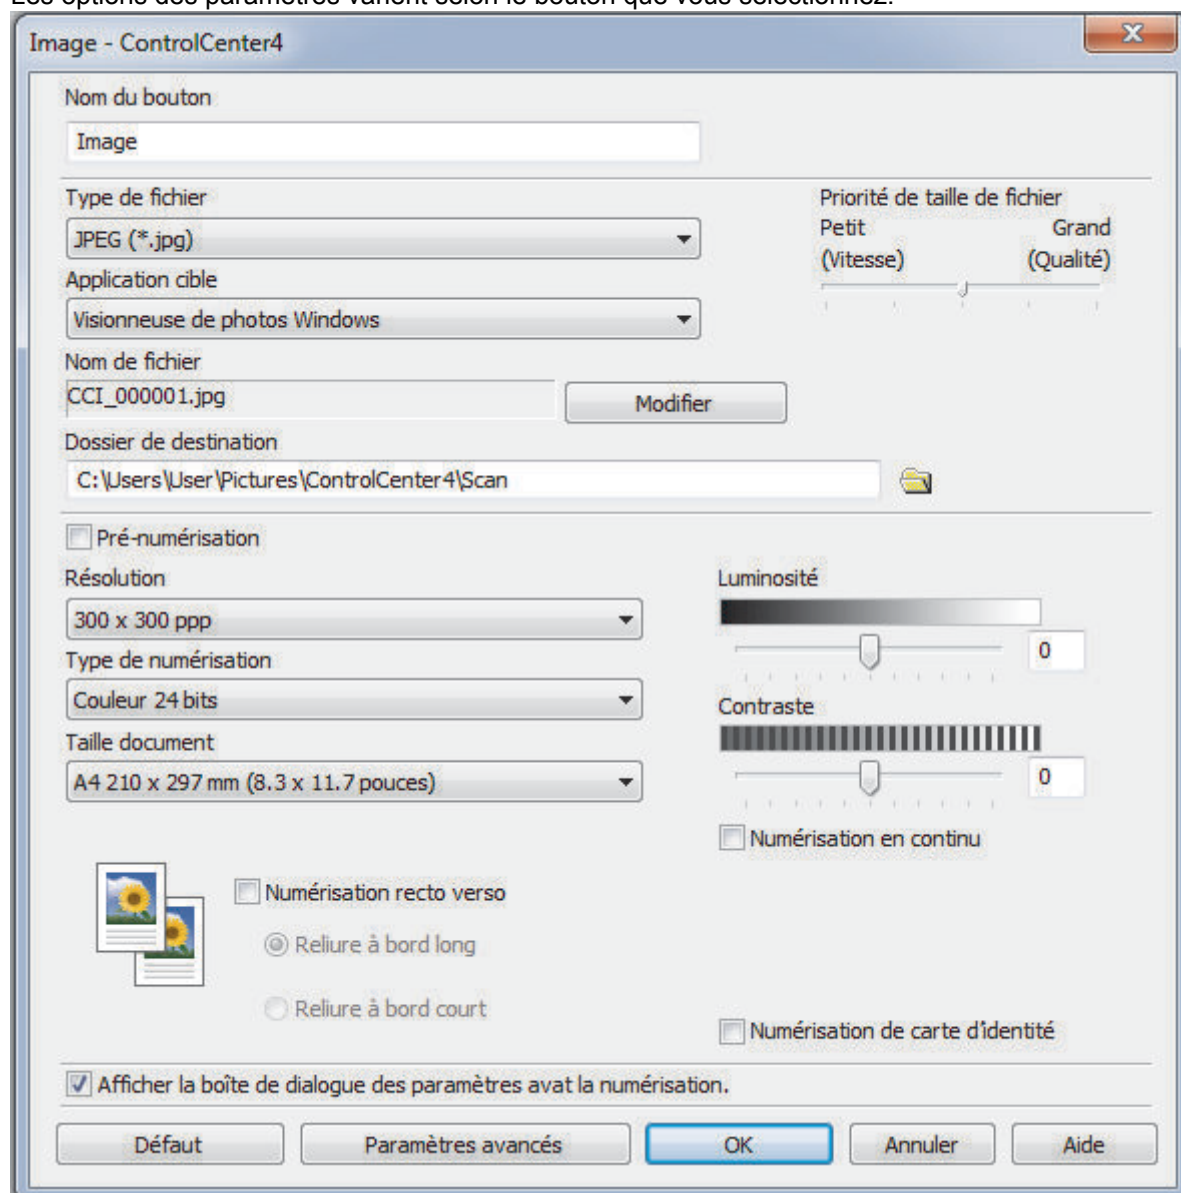 Les options des paramètres varient selon le bouton que vous sélectionnez.
Image - ControlCenter4
Nom du bouton
Image
Type de fichier
JPEG (*.jpg)
Priorité de taille de fichier
Petit Grand
(Vitesse) (Qualité)
Application cible
Visionneuse de photos Windows
Nom de fichier
CCI_000001.jpg
Modifier
Dossier de destination
C:\Users\User\Pictures\ControlCenter4\Scan
Pré-numérisation
Résolution
300 x 300 ppp
Type de numérisation
Couleur 24 bits
Taille document
A4 210 x 297 mm (8.3 x 11.7 pouces)
Luminosité
0
Contraste
0
Numérisation en continu
Numérisation recto verso
Reliure à bord long
Reliure à bord court
Numérisation de carte d'identité
Afficher la boîte de dialogue des paramètres avat la numérisation.
Défaut Paramètres avancés OK Annuler Aide